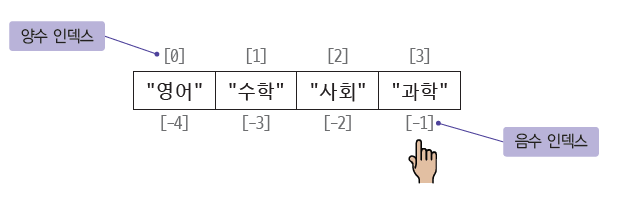 양수 인덱스
[0] [1] [2] [3]
"영어" "수학" "사회" "과학"
[-4] [-3] [-2] [-1]
음수 인덱스